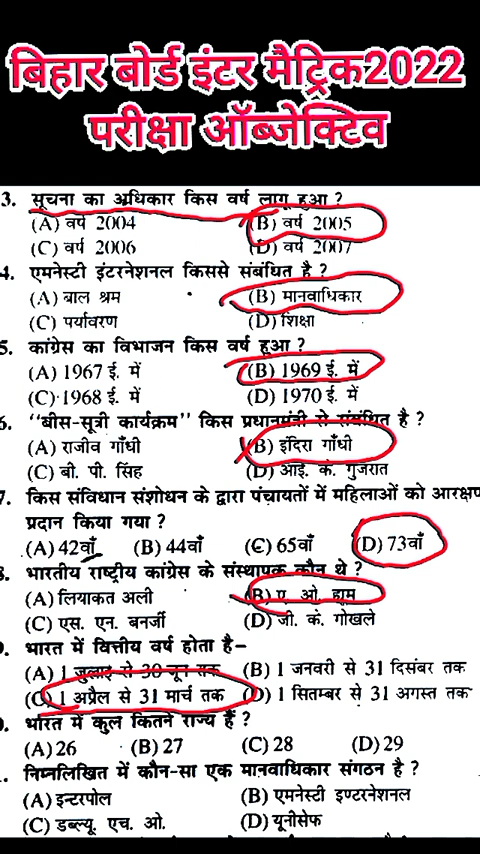 बिहार बोर्ड इंटर मैट्रिक2022
परीक्षा ऑब्जेक्टिव
3. सूचना का अधिकार किस वर्ष लागू हुआ ?
(A) वर्ष 2004 (B) वर्ष 2005
(C) वर्ष 2006 (D) वर्ष 2007
4. एमनेस्टी इंटरनेशनल किससे संबंधित है ?
(A) बाल श्रम (B) मानवाधिकार
(C) पर्यावरण (D) शिक्षा
5. कांग्रेस का विभाजन किस वर्ष हुआ ?
(A) 1967 ई. में (B) 1969 ई. में
(C) 1968 ई. में (D) 1970 ई. में
6. “बीस-सूत्री कार्यक्रम” किस प्रधानमंत्री से संबंधित है ?
(A) राजीव गाँधी (B) इंदिरा गाँधी
(C) बी. पी. सिंह (D) आई. के. गुजरात
7. किस संविधान संशोधन के द्वारा पंचायतों में महिलाओं को आरक्षण
प्रदान किया गया ?
(A) 42वाँ (B) 44वाँ (C) 65वाँ (D) 73वाँ
8. भारतीय राष्ट्रीय कांग्रेस के संस्थापक कौन थे ?
(A) लियाकत अली (B) ए. ओ. ह्यूम
(C) एस. एन. बनर्जी (D) जी. के. गोखले
9. भारत में वित्तीय वर्ष होता है–
(A) 1 जुलाई से 30 जून तक (B) 1 जनवरी से 31 दिसंबर तक
(C) 1 अप्रैल से 31 मार्च तक (D) 1 सितम्बर से 31 अगस्त तक
भारत में कुल कितने राज्य हैं ?
(A) 26 (B) 27 (C) 28 (D) 29
निम्नलिखित में कौन-सा एक मानवाधिकार संगठन है ?
(A) इन्टरपोल (B) एमनेस्टी इण्टरनेशनल
(C) डब्ल्यू. एच. ओ. (D) यूनीसेफ